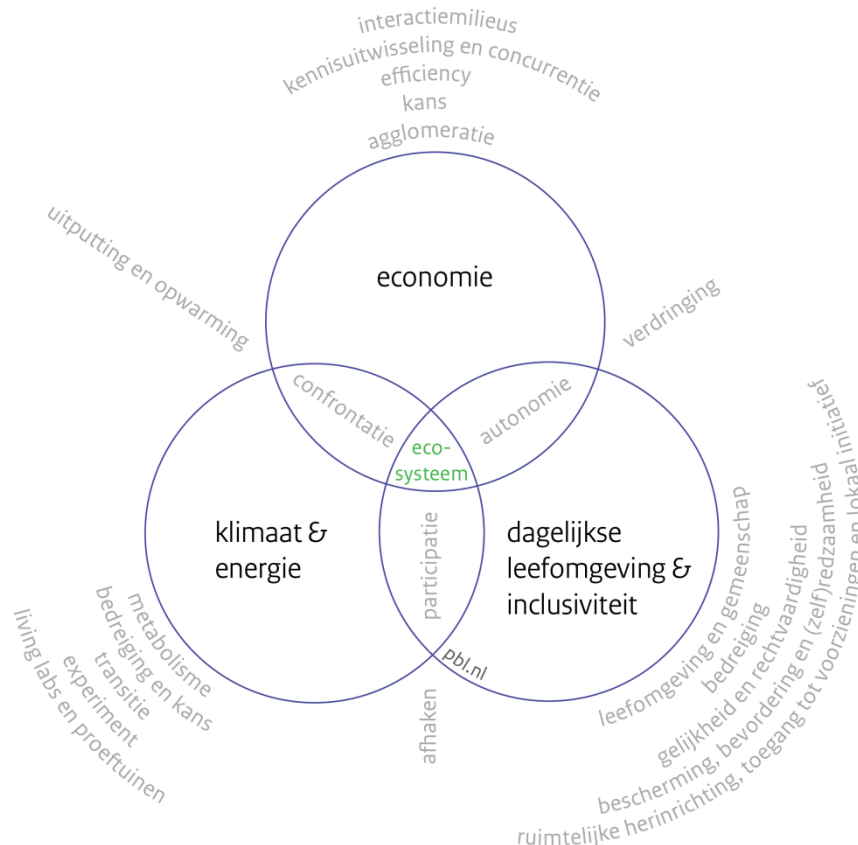 interactiemilieus
kennisuitwisseling en concurrentie
efficiency
kans
agglomeratie
economie
uitputting en opwarming
verdringing
confrontatie
autonomie
eco-
systeem
klimaat &
energie
participatie
dagelijkse
leefomgeving &
inclusiviteit
pbl.nl
afhaken
metabolisme
bedreiging en kans
transitie
experiment
living labs en proeftuinen
leefomgeving en gemeenschap
bedreiging
gelijkheid en rechtvaardigheid
bescherming, bevordering en (zelf)redzaamheid
ruimtelijke herinrichting, toegang tot voorzieningen en lokaal initiatief